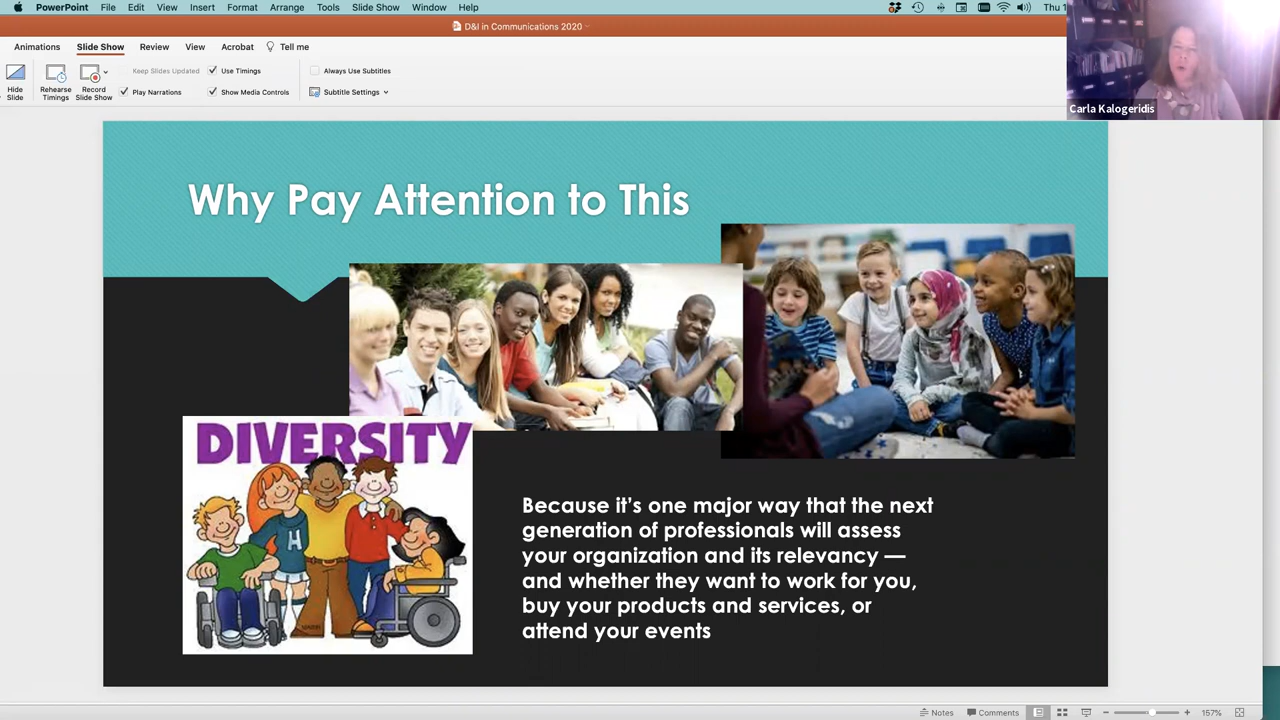 PowerPoint File Edit View Insert Format Arrange Tools Slide Show Window Help Thu 1
D&I in Communications 2020
Animations Slide Show Review View Acrobat Tell me
Keep Slides Updated Use Timings Always Use Subtitles
Hide Slide Rehearse Timings Record Slide Show Play Narrations Show Media Controls Subtitle Settings
Carla Kalogeridis
Why Pay Attention to This
DIVERSITY
H
Because it’s one major way that the next
generation of professionals will assess
your organization and its relevancy —
and whether they want to work for you,
buy your products and services, or
attend your events
Notes Comments 157%